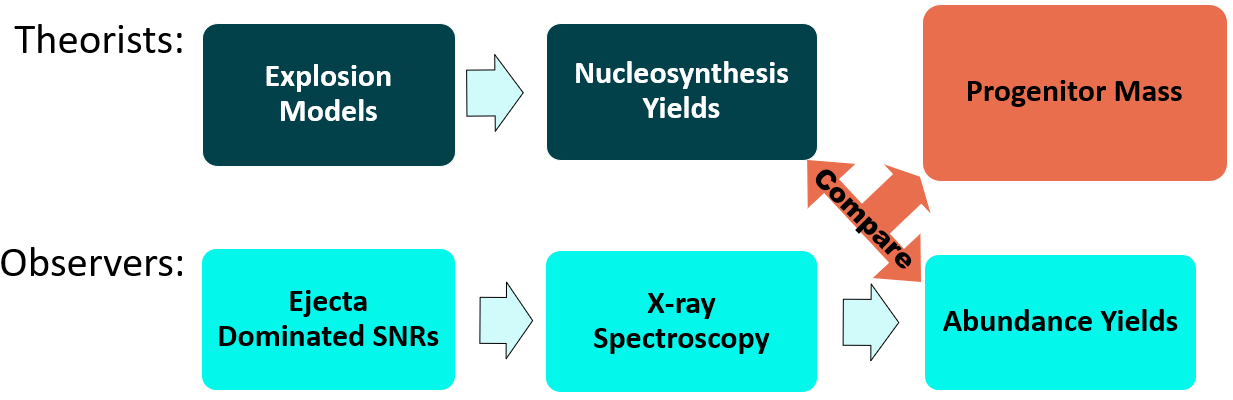 Theorists:
Explosion
Models
Nucleosynthesis
Yields
Progenitor Mass
Compare
Observers:
Ejecta
Dominated SNRs
X-ray
Spectroscopy
Abundance Yields